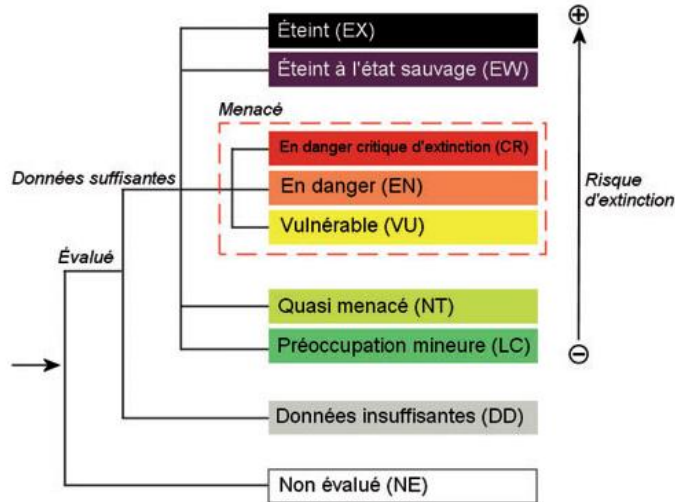 Éteint (EX)
Éteint à l'état sauvage (EW)
Menacé
En danger critique d'extinction (CR)
Données suffisantes
En danger (EN)
Risque
d'extinction
Vulnérable (VU)
Évalué
Quasi menacé (NT)
Préoccupation mineure (LC)
Données insuffisantes (DD)
Non évalué (NE)